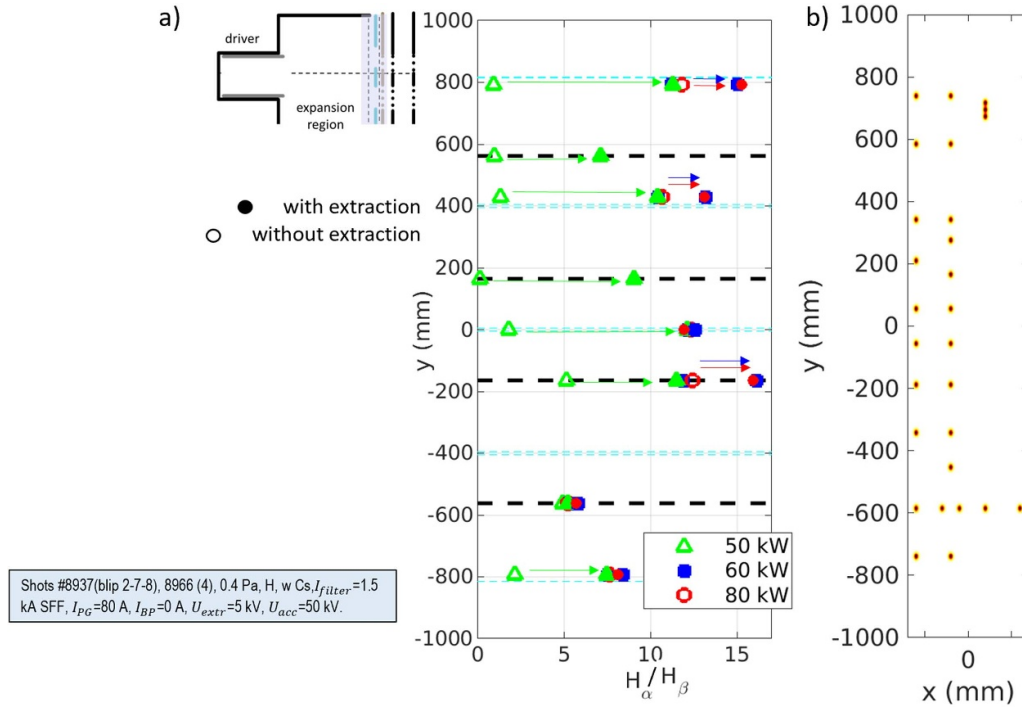 a)
driver
expansion
region
with extraction
without extraction
Shots #8937(blip 2-7-8), 8966 (4), 0.4 Pa, H, w Cs,I_filter=1.5
kA SFF, I_PG=80 A, I_BP=0 A, U_extr=5 kV, U_acc=50 kV.
y (mm)
1000
800
600
400
200
0
-200
-400
-600
-800
-1000
0 5 10 15
H_α/H_β
50 kW
60 kW
80 kW
b)
y (mm)
1000
800
600
400
200
0
-200
-400
-600
-800
-1000
0
x (mm)